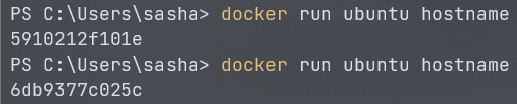 PS C:\Users\sasha> docker run ubuntu hostname
5910212f101e
PS C:\Users\sasha> docker run ubuntu hostname
6db9377c025c